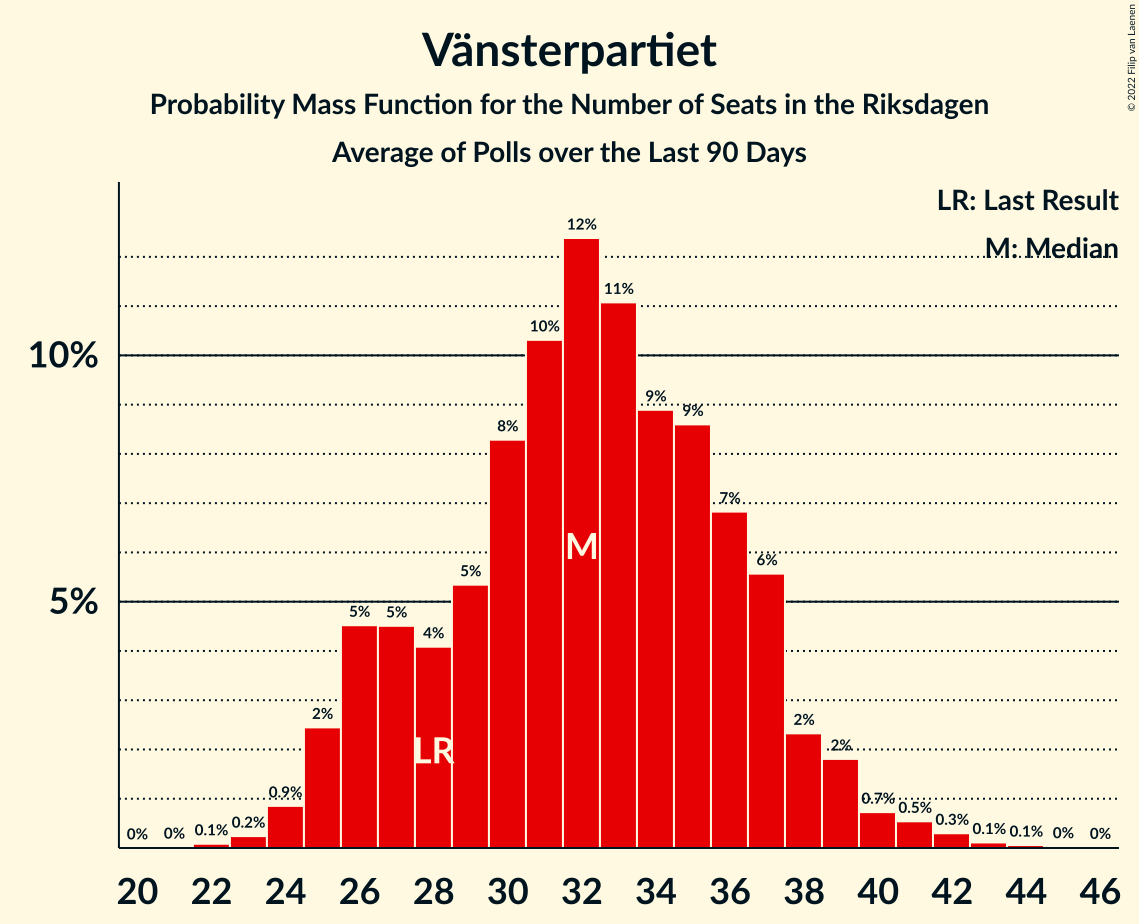 Vänsterpartiet
Probability Mass Function for the Number of Seats in the Riksdagen
Average of Polls over the Last 90 Days
© 2022 Filip van Laenen
LR: Last Result
M: Median
10%
5%
0% 0% 0.1% 0.2% 0.9% 2% 5% 5% 4% 5% 8% 10% 12% 11% 9% 9% 7% 6% 2% 2% 0.7% 0.5% 0.3% 0.1% 0.1% 0% 0%
M
LR
20 22 24 26 28 30 32 34 36 38 40 42 44 46